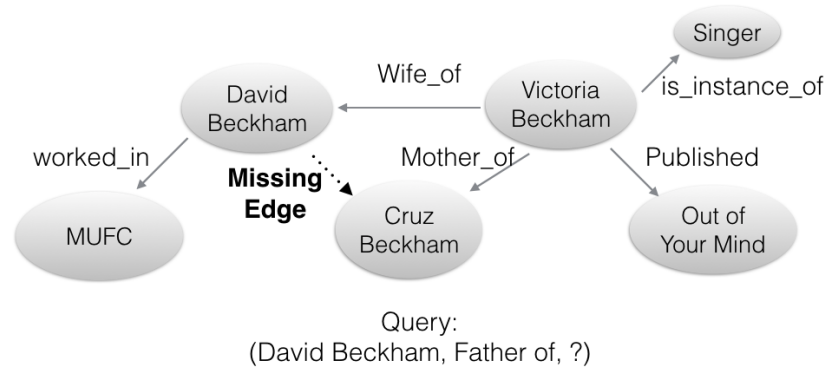 Singer
Wife_of
is_instance_of
David
Beckham
Victoria
Beckham
worked_in
Missing
Edge
Mother_of
Published
MUFC
Cruz
Beckham
Out of
Your Mind
Query:
(David Beckham, Father of, ?)